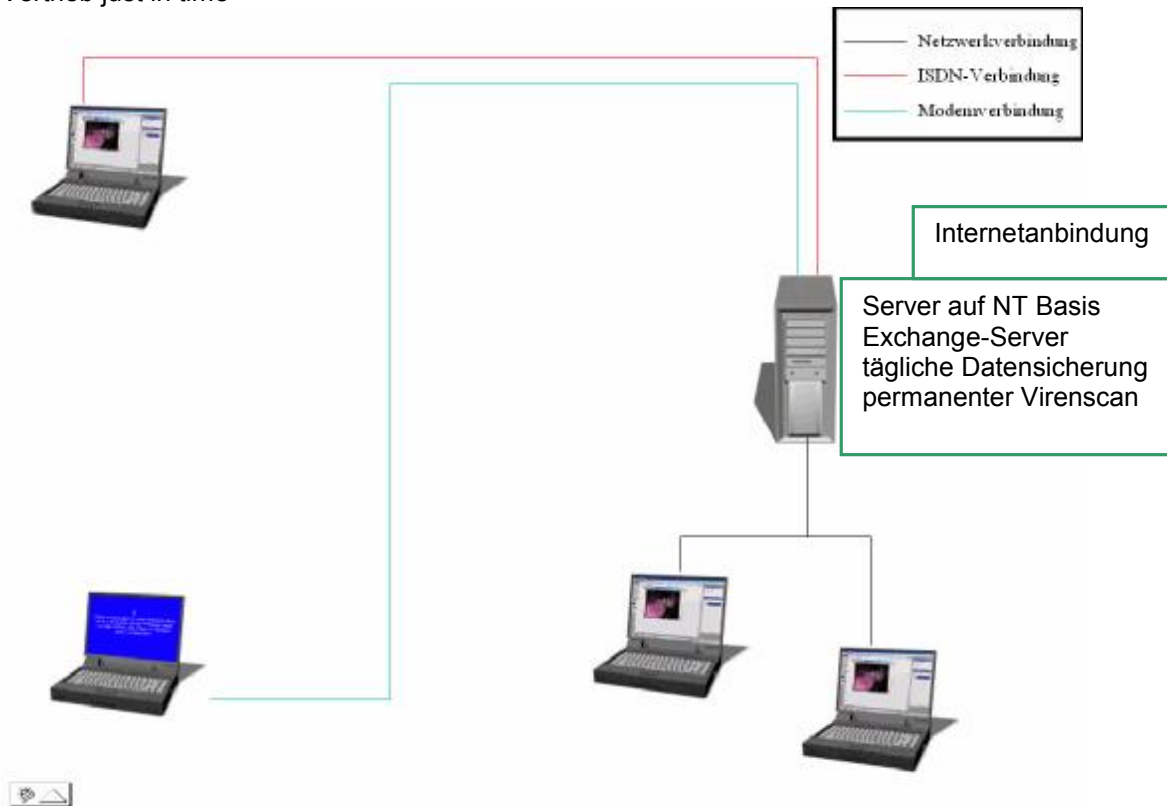 Vertrieb just in time
Netzwerkverbindung
ISDN-Verbindung
Modemverbindung
Internetanbindung
Server auf NT Basis
Exchange-Server
tägliche Datensicherung
permanenter Virenscan